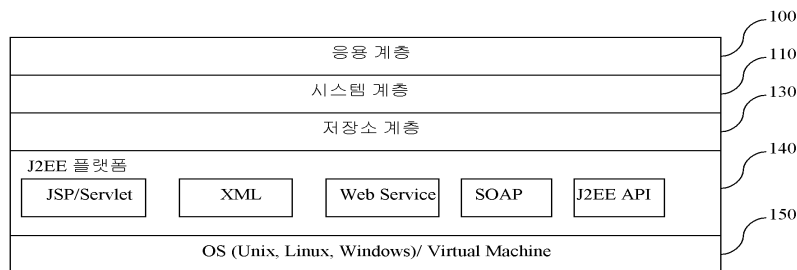 응용 계층
100
시스템 계층
110
저장소 계층
130
J2EE 플랫폼
140
JSP/Servlet
XML
Web Service
SOAP
J2EE API
OS (Unix, Linux, Windows)/ Virtual Machine
150